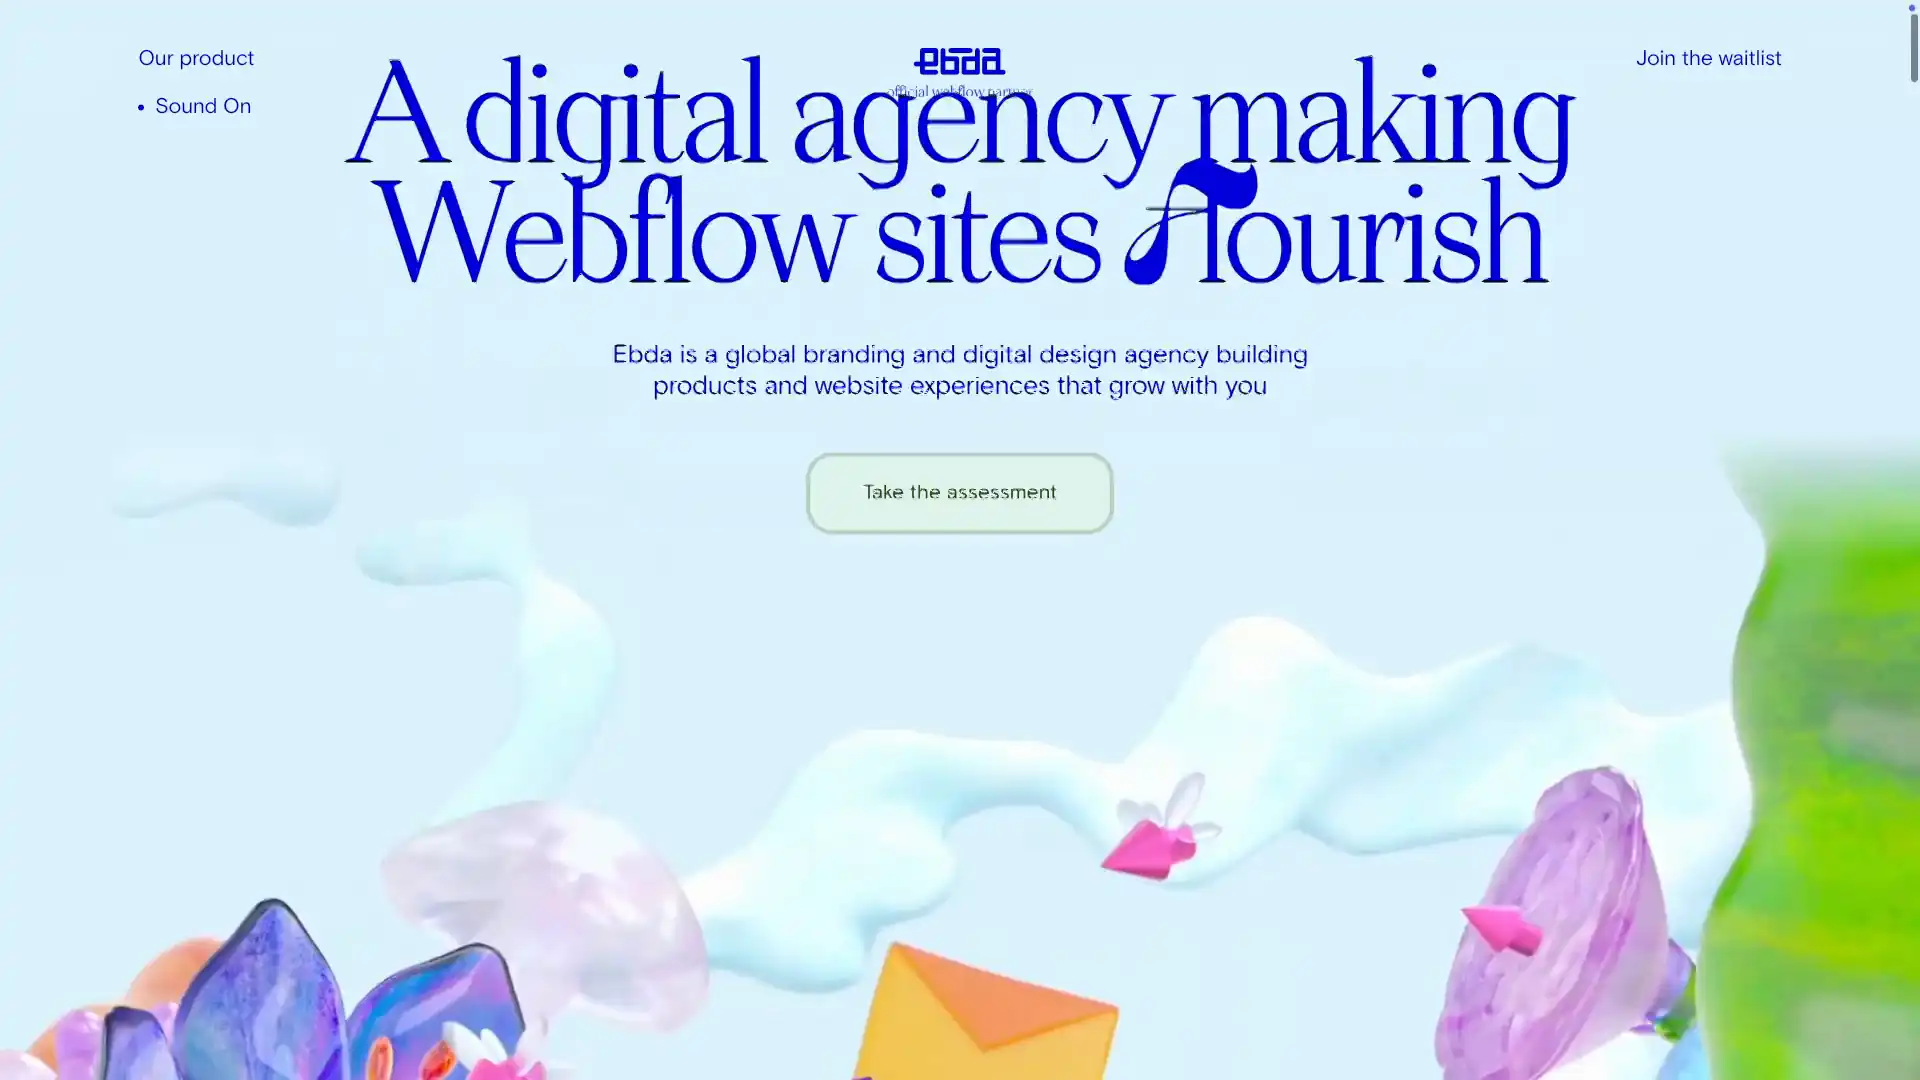 Our product
Sound On
ebda
official webflow partner
Join the waitlist
A digital agency making
Webflow sites flourish
Ebda is a global branding and digital design agency building
products and website experiences that grow with you
Take the assessment